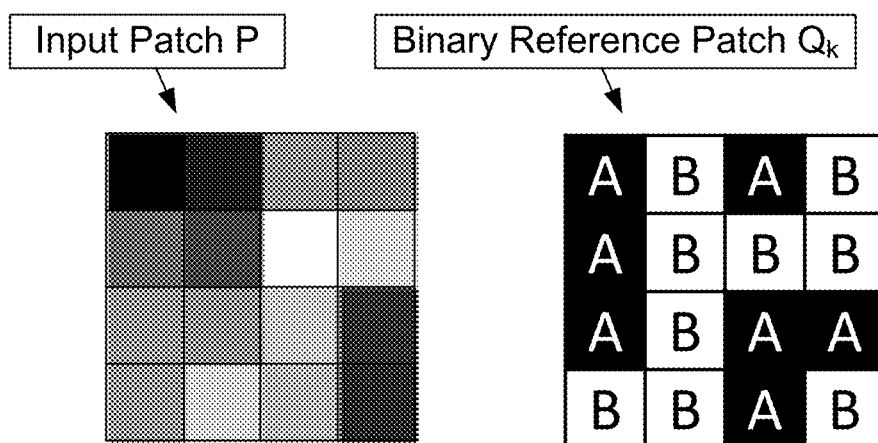 Input Patch P
Binary Reference Patch Qk
A B A B
A B B B
A B A A
B B A B